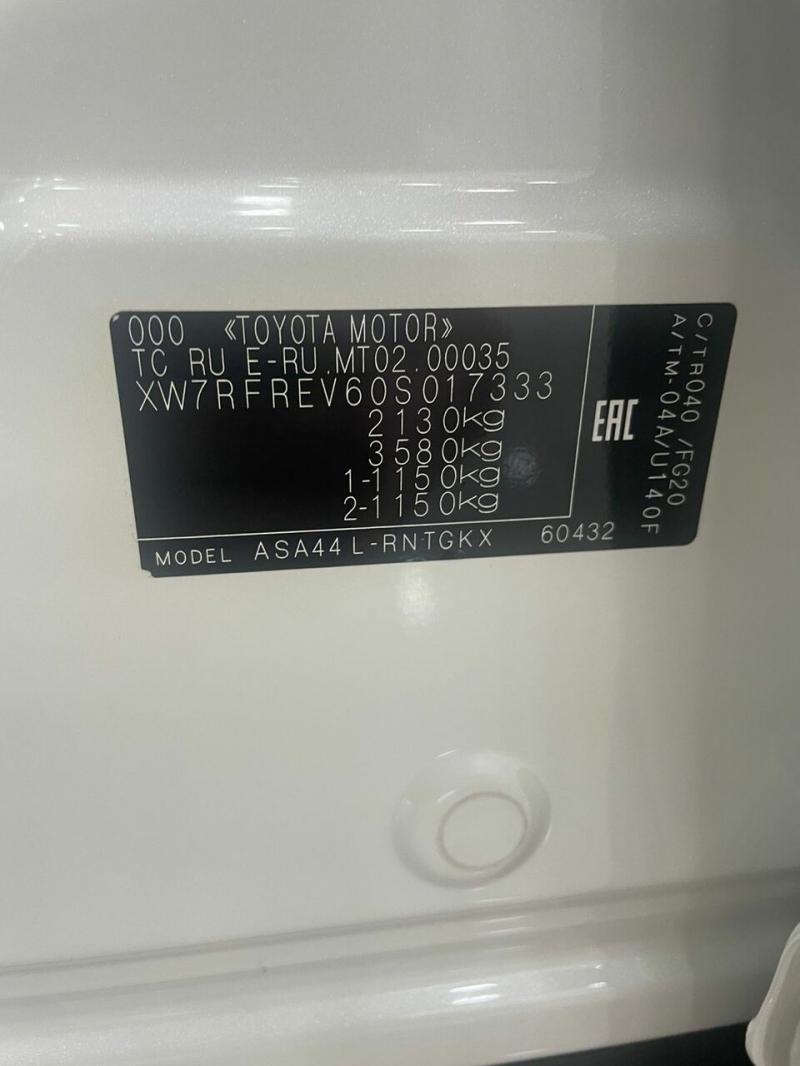 ООО «TOYOTA MOTOR»
TC RU E-RU.MT02.00035
XW7RFREV60S017333
2130kg
3580kg
1-1150kg
2-1150kg
MODEL ASA44L-RNTGKX 60432
EAC
C/TR040 /FG20
A/TM-04A/U140F